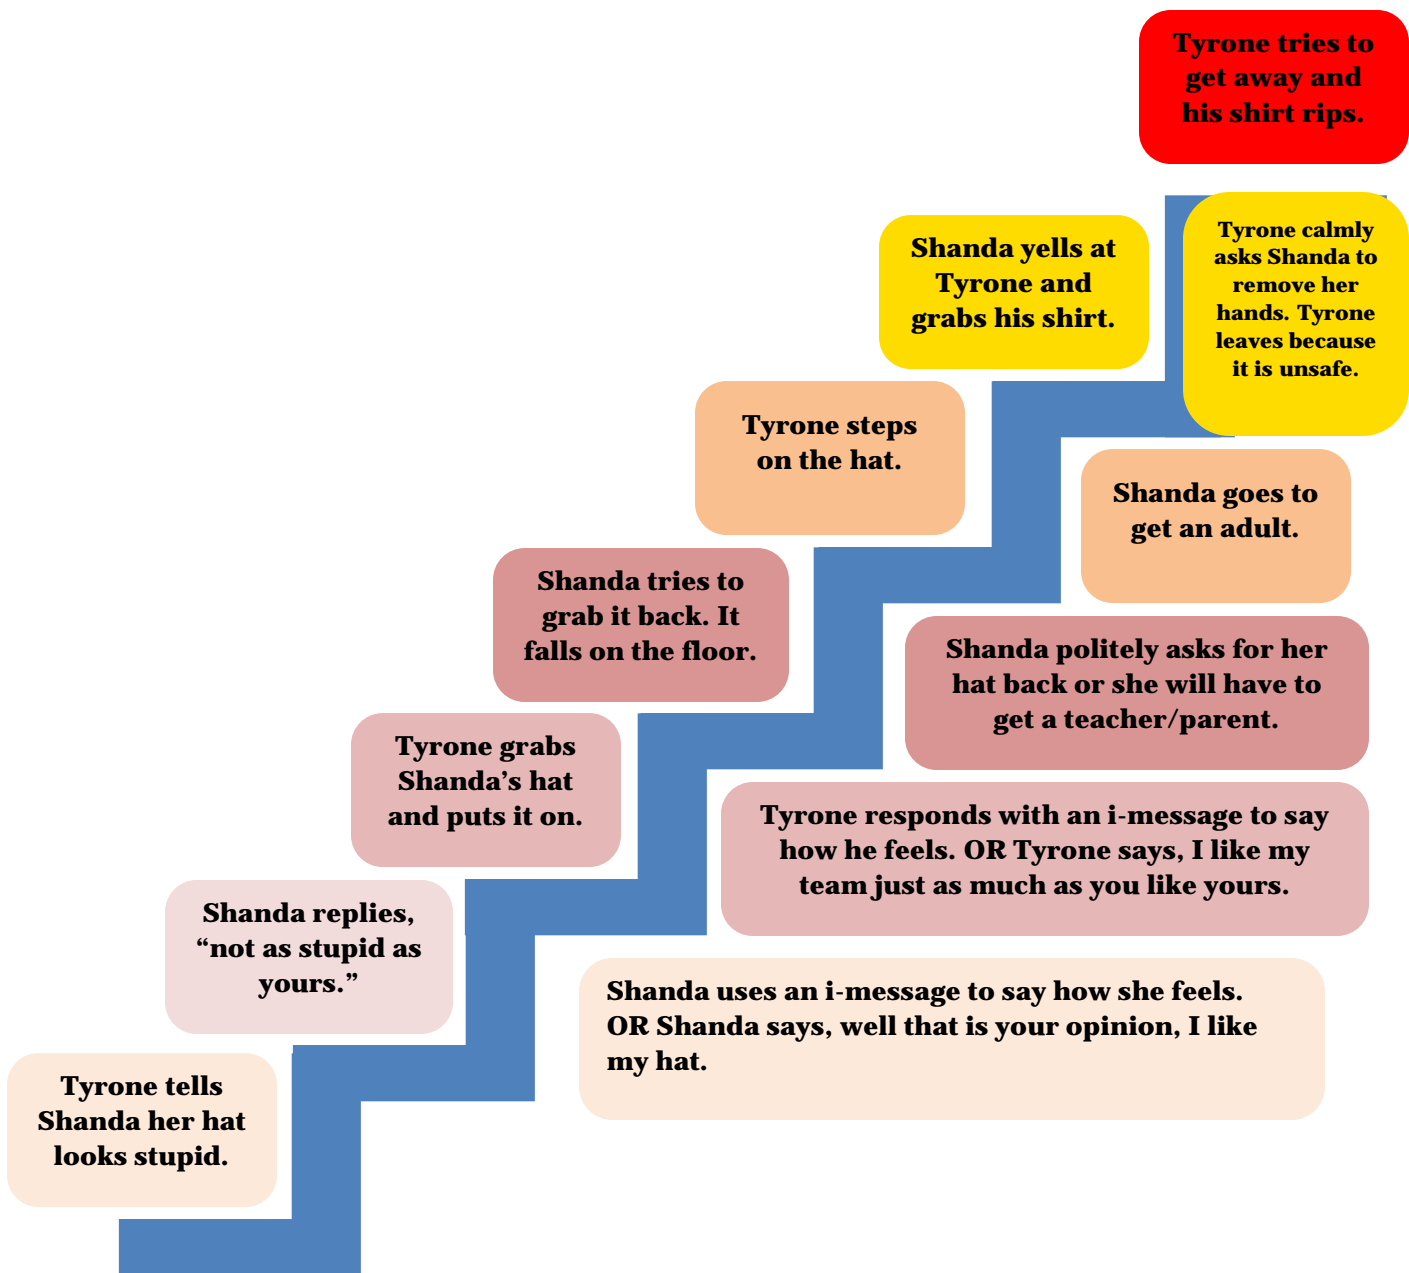 Tyrone tries to
get away and
his shirt rips.
Shanda yells at
Tyrone and
grabs his shirt.
Tyrone calmly
asks Shanda to
remove her
hands. Tyrone
leaves because
it is unsafe.
Tyrone steps
on the hat.
Shanda goes to
get an adult.
Shanda tries to
grab it back. It
falls on the floor.
Shanda politely asks for her
hat back or she will have to
get a teacher/parent.
Tyrone grabs
Shanda’s hat
and puts it on.
Tyrone responds with an i-message to say
how he feels. OR Tyrone says, I like my
team just as much as you like yours.
Shanda replies,
“not as stupid as
yours.”
Shanda uses an i-message to say how she feels.
OR Shanda says, well that is your opinion, I like
my hat.
Tyrone tells
Shanda her hat
looks stupid.